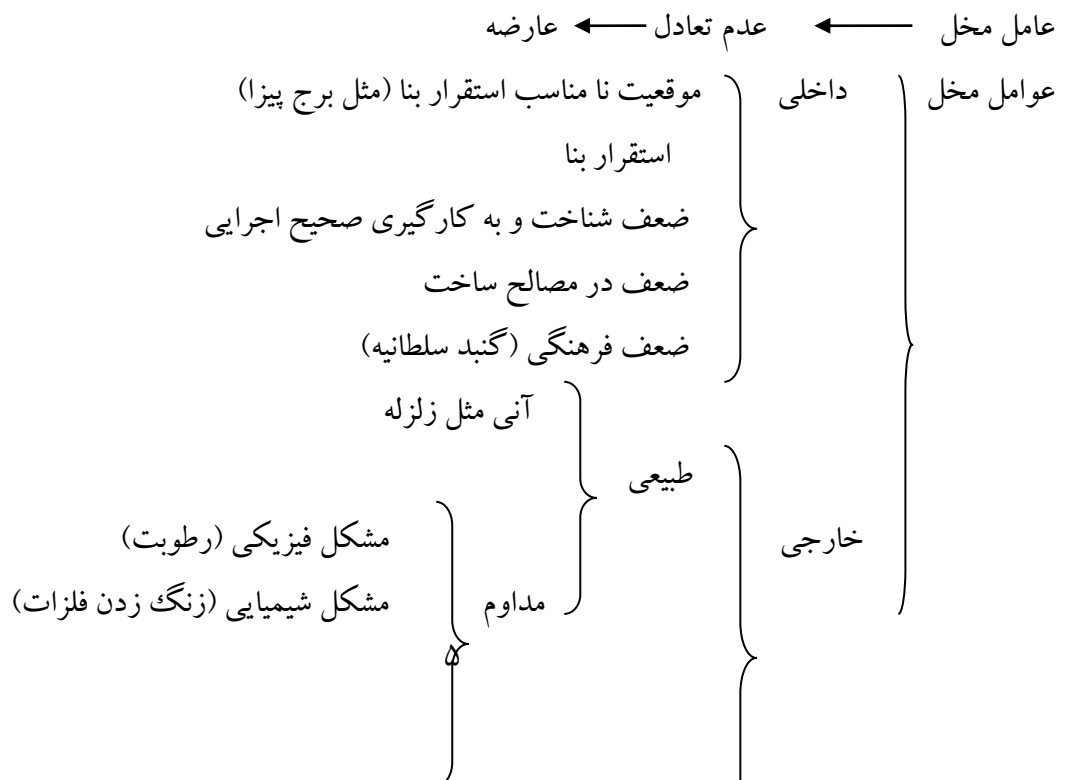 عامل مخل ← عدم تعادل ← عارضه
عوامل مخل داخلی موقعیت نا مناسب استقرار بنا (مثل برج پیزا)
استقرار بنا
ضعف شناخت و به کارگیری صحیح اجرایی
ضعف در مصالح ساخت
ضعف فرهنگی (گنبد سلطانیه)
آنی مثل زلزله
طبیعی
خارجی مشکل فیزیکی (رطوبت)
مداوم مشکل شیمیایی (زنگ زدن فلزات)
۵